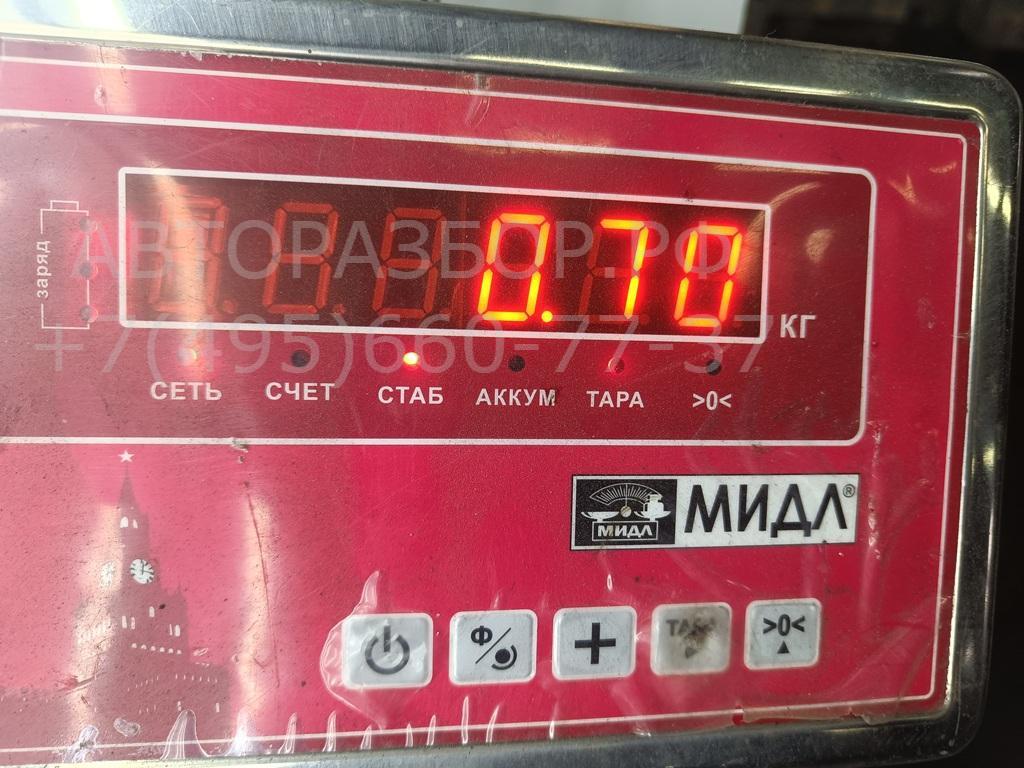 АВТОРАЗБОР.РФ
+7(495)660-77-37
заряд
0.70
КГ
СЕТЬ СЧЕТ СТАБ АККУМ ТАРА >0<
МИДЛ МИДЛ®
Ф + ТАРА >0<